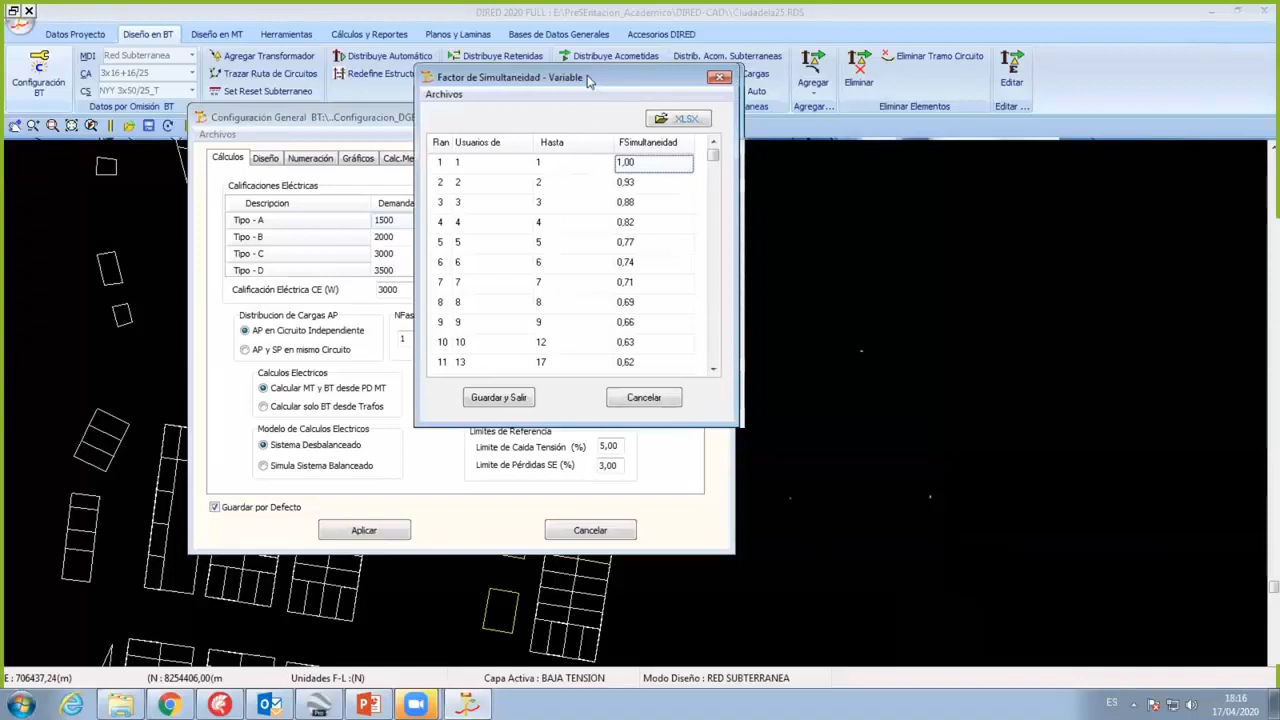 DIRED 2020 FULL : E:\PreSEntacion_Academico\DIRED-CAD\\Ciudadela25.RDS
Datos Proyecto
Diseño en BT
Diseño en MT
Herramientas
Cálculos y Reportes
Planos y Laminas
Bases de Datos Generales
Accesorios DIRED
Configuración
BT
MDI Red Subterranea
CA 3x16+16/25
CS NYY 3x50/25_T
Datos por Omisión BT
Agregar Transformador
Trazar Ruta de Circuitos
Set Reset Subterraneo
Distribuye Automático
Redefine Estruct
Distribuye Retenidas
Distribuye Acometidas
Distrib. Acom. Subterraneas
Cargas
Auto
aneas
Agregar
Agregar...
Eliminar
Eliminar Tramo Circuito
Eliminar Elementos
Editar
Editar ...
Configuración General BT:\...Configuracion_DGE
Archivos
Cálculos
Diseño
Numeración
Gráficos
Calc.Me
Calificaciones Eléctricas
Descripcion Demanda
Tipo - A 1500
Tipo - B 2000
Tipo - C 3000
Tipo - D 3500
Calificación Eléctrica CE (W) 3000
Distribucion de Cargas AP
AP en Circuito Independiente
AP y SP en mismo Circuito
NFas
1
Calculos Electricos
Calcular MT y BT desde PD MT
Calcular solo BT desde Trafos
Modelo de Calculos Electricos
Sistema Desbalanceado
Simula Sistema Balanceado
Limites de Referencia
Limite de Caida Tensión (%) 5,00
Limite de Pérdidas SE (%) 3,00
Guardar por Defecto
Aplicar
Cancelar
Factor de Simultaneidad - Variable
Archivos
XLSX
Ran Usuarios de Hasta FSimultaneidad
1 1 1 1,00
2 2 2 0,93
3 3 3 0,88
4 4 4 0,82
5 5 5 0,77
6 6 6 0,74
7 7 7 0,71
8 8 8 0,69
9 9 9 0,66
10 10 12 0,63
11 13 17 0,62
Guardar y Salir
Cancelar
E : 706437,24(m)
(N : 8254406,00(m
Unidades F-L :(N)
Capa Activa : BAJA TENSION
Modo Diseño : RED SUBTERRANEA
ES
18:16
17/04/2020